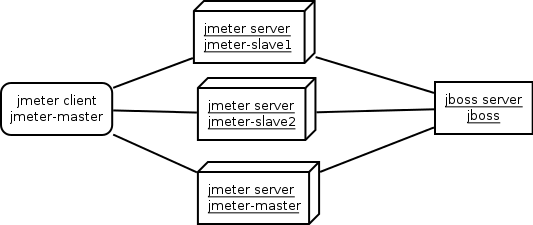 jmeter server
jmeter-slave1
jmeter client
jmeter-master
jmeter server
jmeter-slave2
jboss server
jboss
jmeter server
jmeter-master